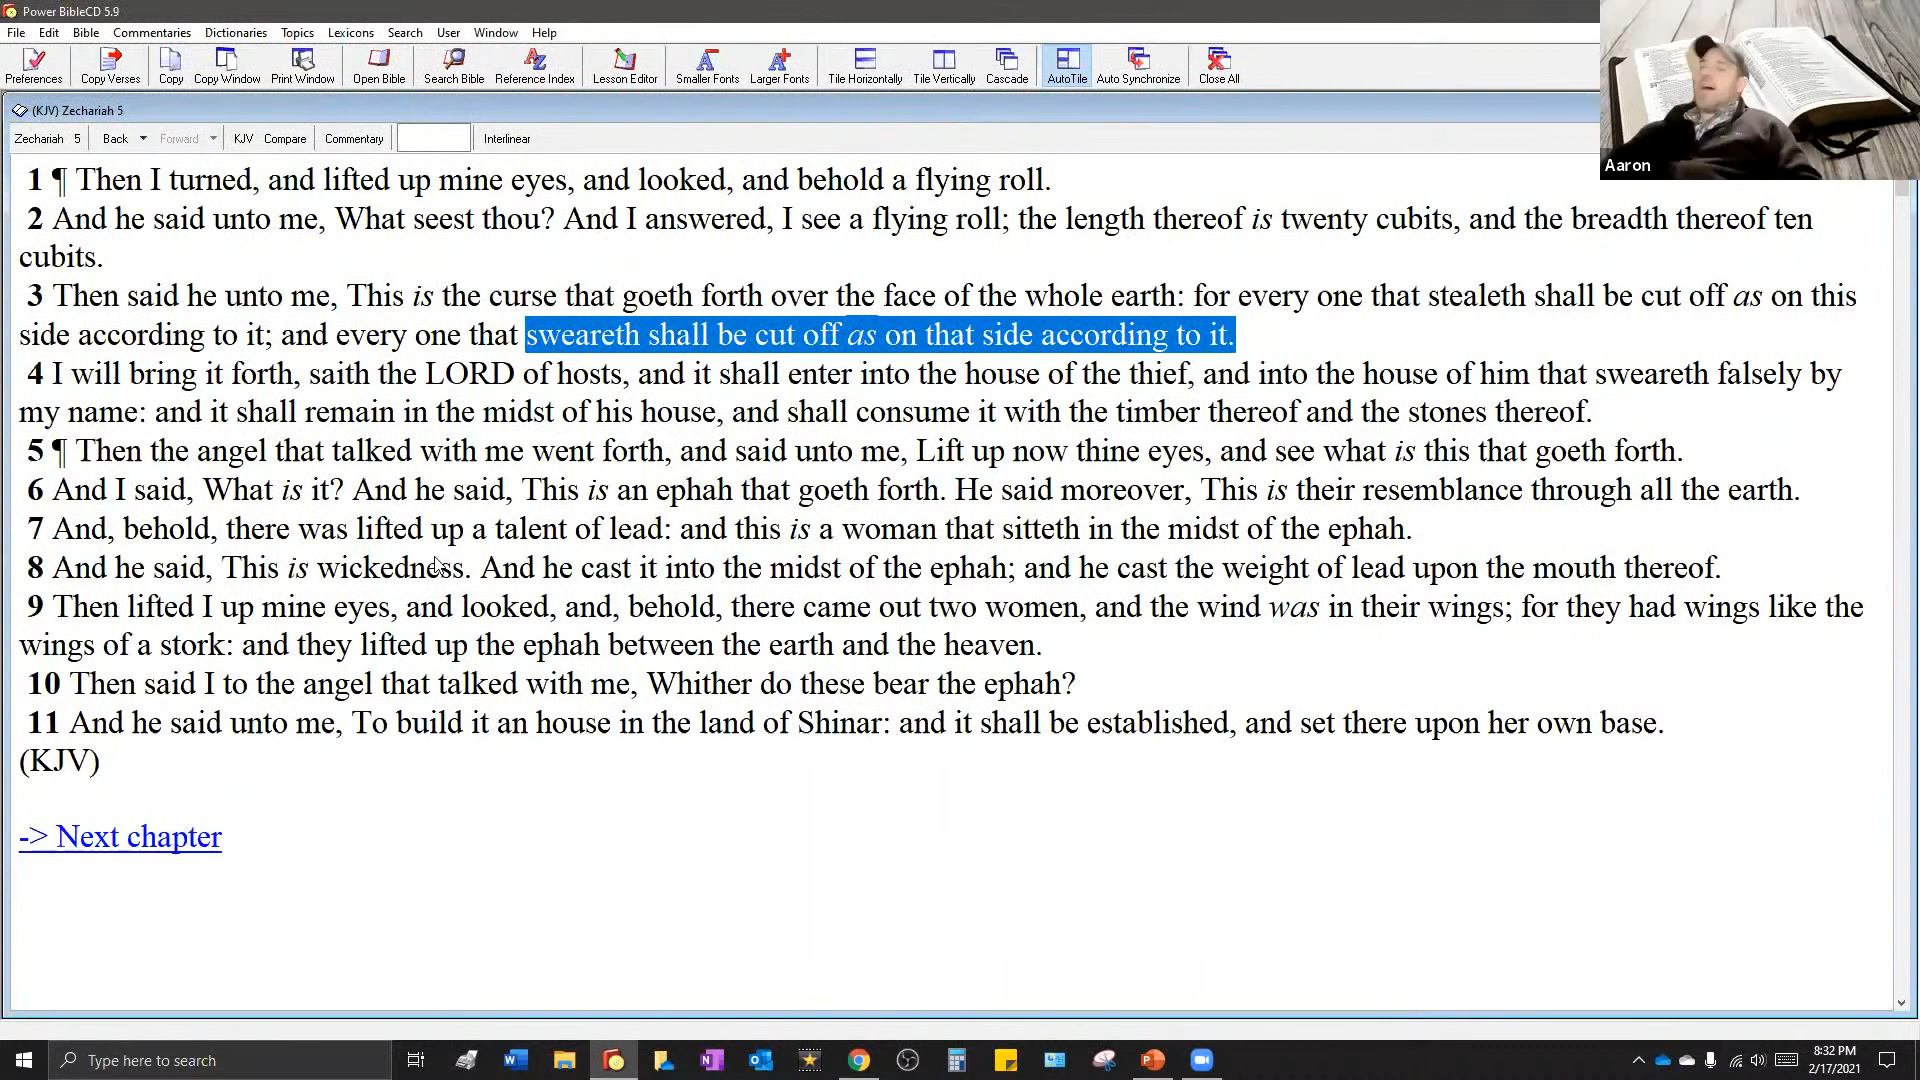 Power BibleCD 5.9
File Edit Bible Commentaries Dictionaries Topics Lexicons Search User Window Help
Preferences Copy Verses Copy Copy Window Print Window Open Bible Search Bible Reference Index Lesson Editor Smaller Fonts Larger Fonts Tile Horizontally Tile Vertically Cascade AutoTile Auto Synchronize Close All
(KJV) Zechariah 5
Zechariah 5 Back Forward KJV Compare Commentary Interlinear
Aaron
1 ¶ Then I turned, and lifted up mine eyes, and looked, and behold a flying roll.
2 And he said unto me, What seest thou? And I answered, I see a flying roll; the length thereof is twenty cubits, and the breadth thereof ten
cubits.
3 Then said he unto me, This is the curse that goeth forth over the face of the whole earth: for every one that stealeth shall be cut off as on this
side according to it; and every one that sweareth shall be cut off as on that side according to it.
4 I will bring it forth, saith the LORD of hosts, and it shall enter into the house of the thief, and into the house of him that sweareth falsely by
my name: and it shall remain in the midst of his house, and shall consume it with the timber thereof and the stones thereof.
5 ¶ Then the angel that talked with me went forth, and said unto me, Lift up now thine eyes, and see what is this that goeth forth.
6 And I said, What is it? And he said, This is an ephah that goeth forth. He said moreover, This is their resemblance through all the earth.
7 And, behold, there was lifted up a talent of lead: and this is a woman that sitteth in the midst of the ephah.
8 And he said, This is wickedness. And he cast it into the midst of the ephah; and he cast the weight of lead upon the mouth thereof.
9 Then lifted I up mine eyes, and looked, and, behold, there came out two women, and the wind was in their wings; for they had wings like the
wings of a stork: and they lifted up the ephah between the earth and the heaven.
10 Then said I to the angel that talked with me, Whither do these bear the ephah?
11 And he said unto me, To build it an house in the land of Shinar: and it shall be established, and set there upon her own base.
(KJV)
-> Next chapter
Type here to search
8:32 PM
2/17/2021